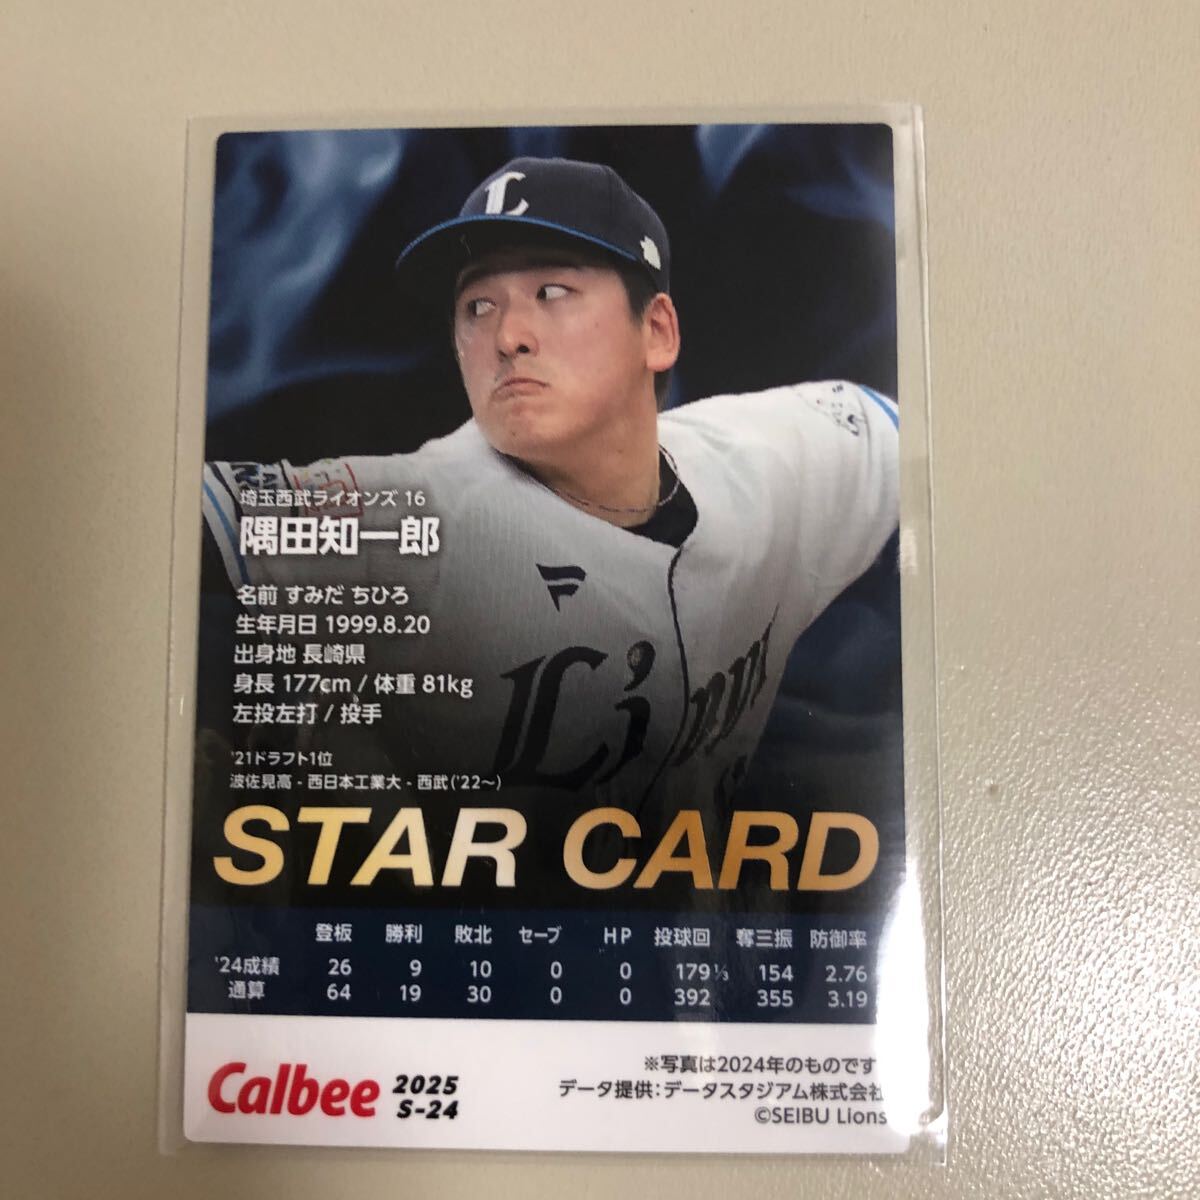 L
埼玉西武ライオンズ 16
隅田知一郎
名前 すみだ ちひろ
生年月日 1999.8.20
出身地 長崎県
身長 177cm / 体重 81kg
左投左打 / 投手
'21ドラフト1位
波佐見高 - 西日本工業大 - 西武('22〜)
Lions
STAR CARD
登板 勝利 敗北 セーブ HP 投球回 奪三振 防御率
'24成績 26 9 10 0 0 179⅓ 154 2.76
通算 64 19 30 0 0 392 355 3.19
Calbee 2025
S-24
※写真は2024年のものです
データ提供：データスタジアム株式会社
©SEIBU Lions